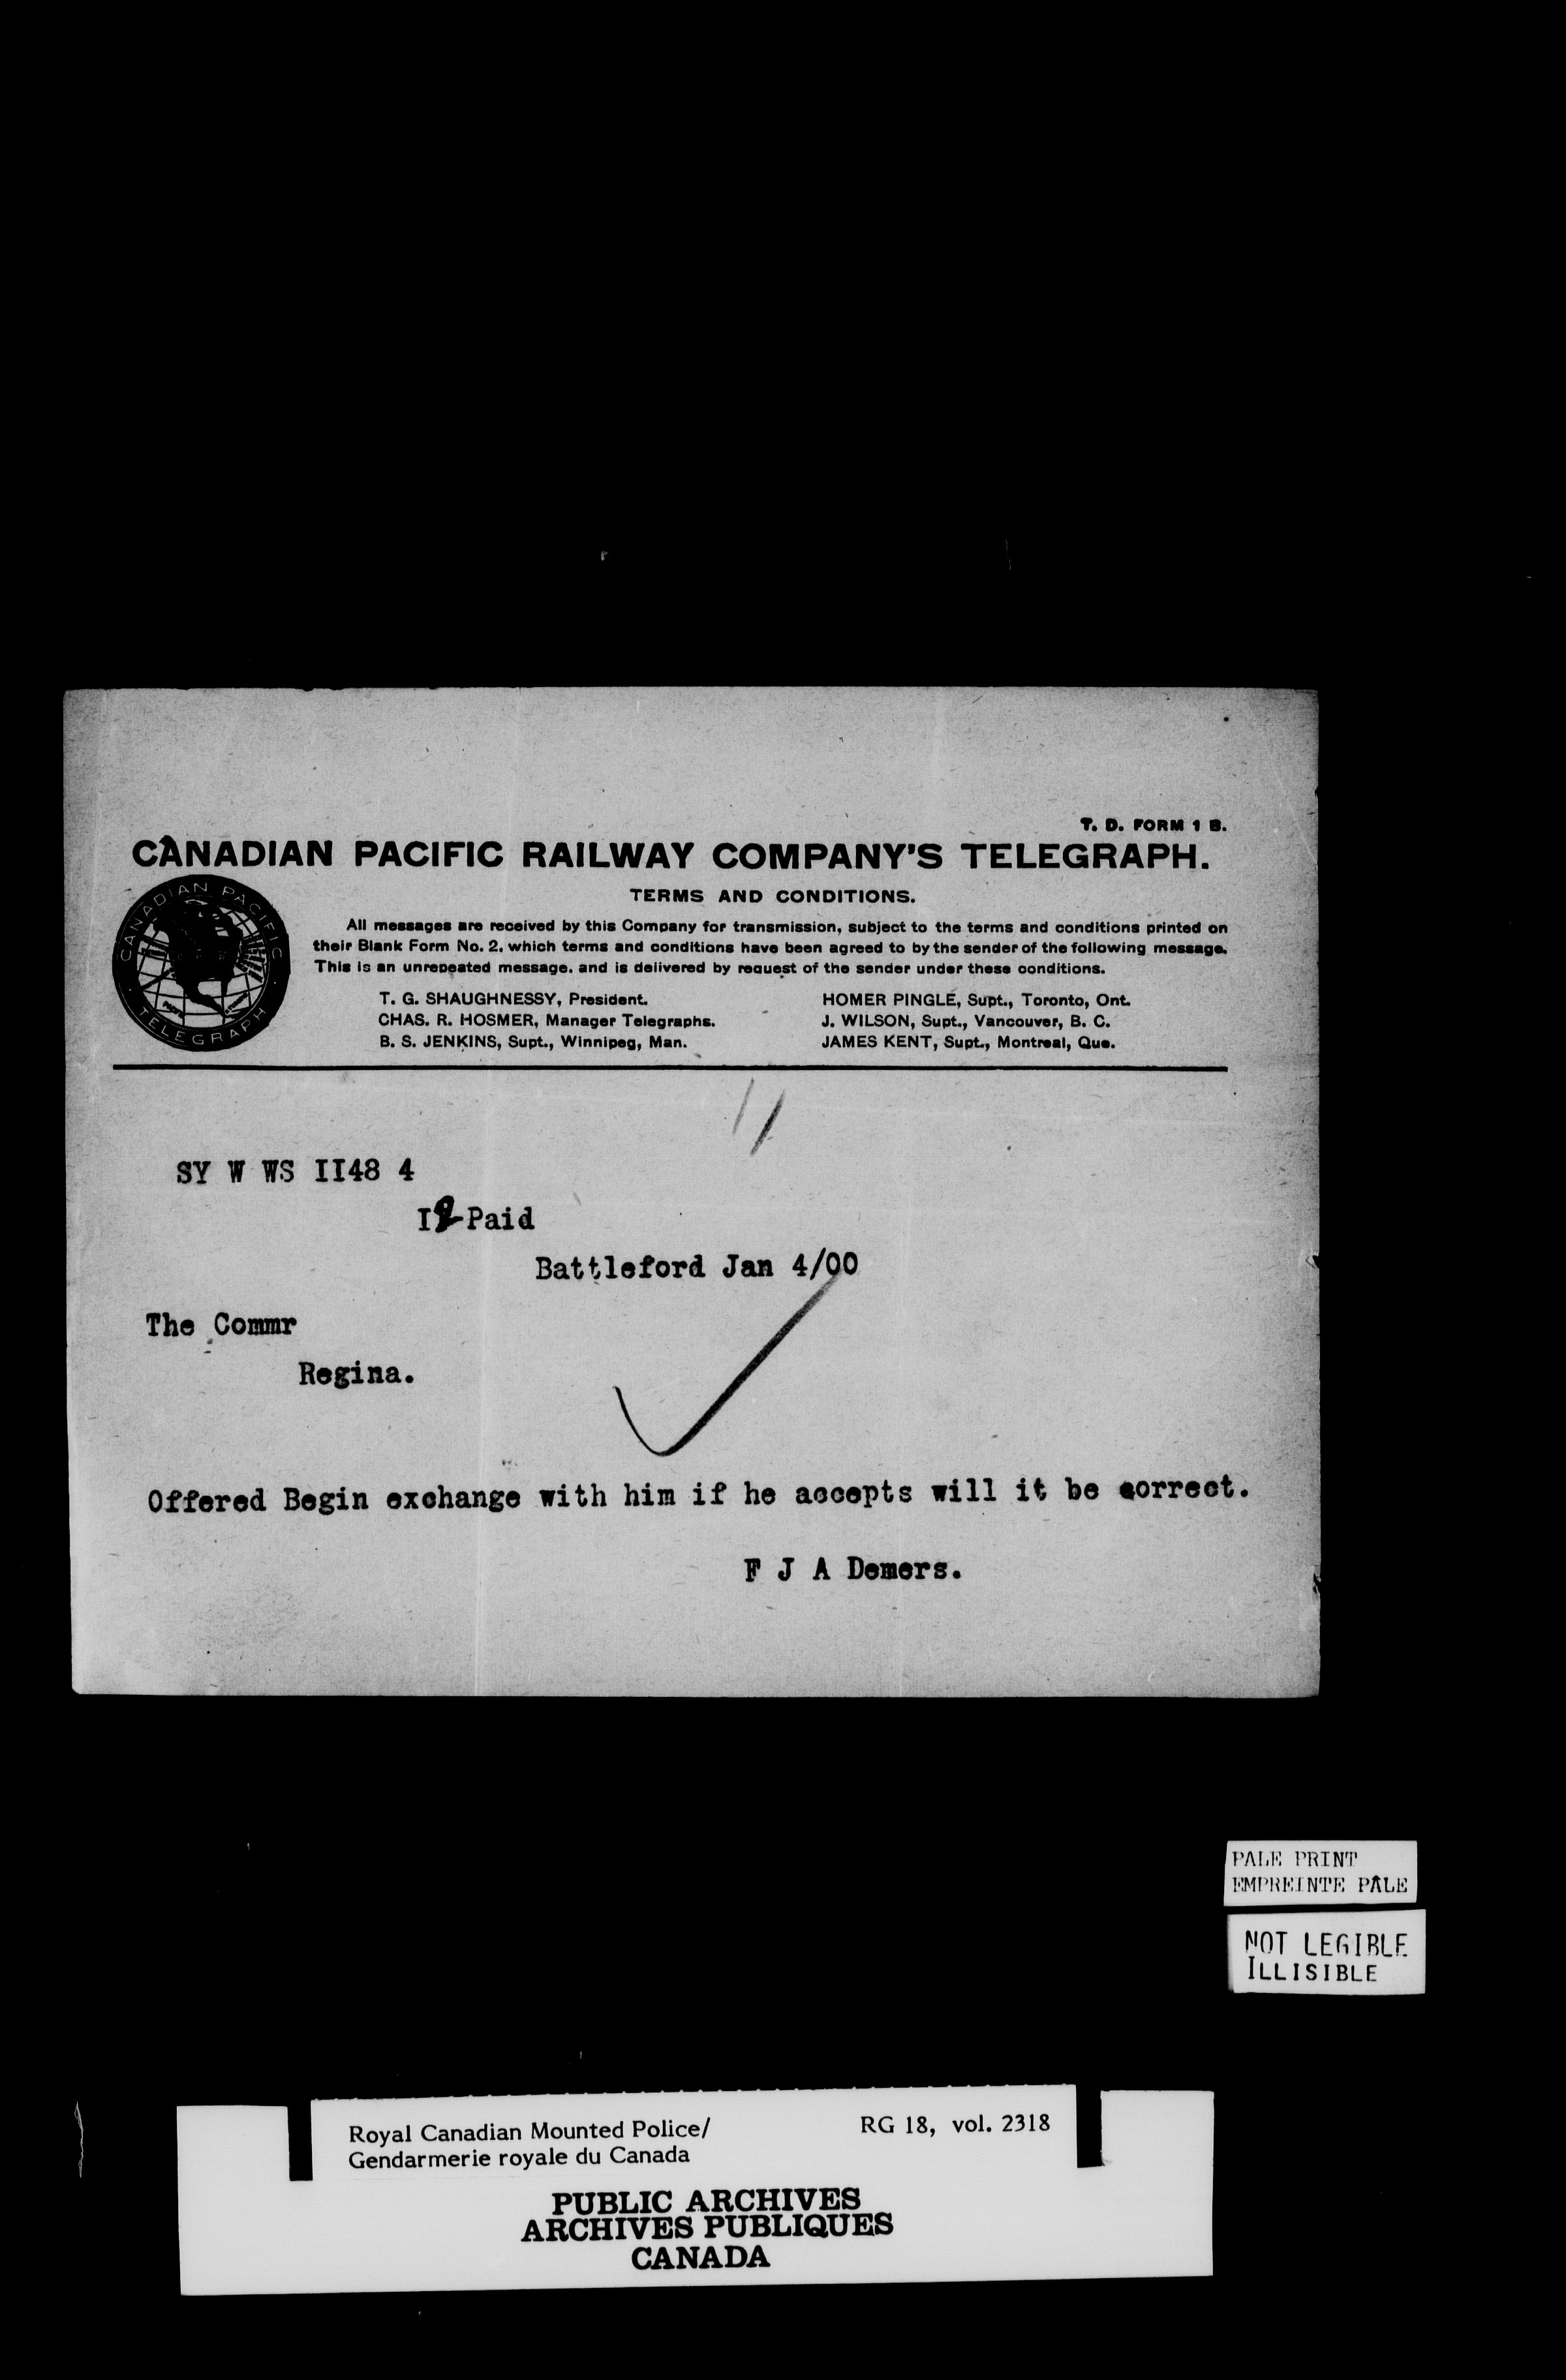 T. D. FORM 1 B.
CANADIAN PACIFIC RAILWAY COMPANY'S TELEGRAPH.
CANADIAN PACIFIC
TELEGRAPH
TERMS AND CONDITIONS.
All messages are received by this Company for transmission, subject to the terms and conditions printed on
their Blank Form No. 2, which terms and conditions have been agreed to by the sender of the following message.
This is an unrepeated message, and is delivered by request of the sender under these conditions.
T. G. SHAUGHNESSY, President.
CHAS. R. HOSMER, Manager Telegraphs.
B. S. JENKINS, Supt., Winnipeg, Man.
HOMER PINGLE, Supt., Toronto, Ont.
J. WILSON, Supt., Vancouver, B. C.
JAMES KENT, Supt., Montreal, Que.
SY W WS II48 4
Paid
Battleford Jan 4/00
The Commr
Regina.
Offered Begin exchange with him if he accepts will it be correct.
F J A Demers.
PALE PRINT
EMPREINTE PÂLE
NOT LEGIBLE
ILLISIBLE
Royal Canadian Mounted Police/
Gendarmerie royale du Canada
RG 18, vol. 2318
PUBLIC ARCHIVES
ARCHIVES PUBLIQUES
CANADA